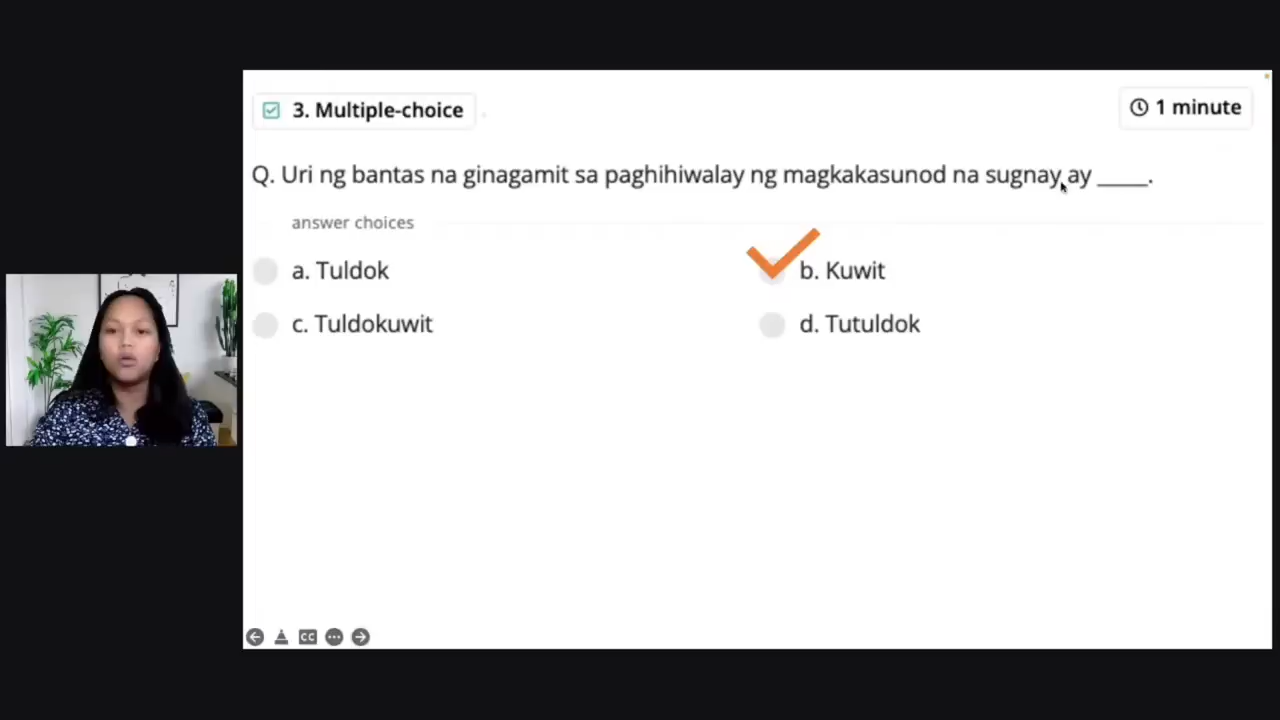 3. Multiple-choice
1 minute
Q. Uri ng bantas na ginagamit sa paghihiwalay ng magkakasunod na sugnay ay _____.
answer choices
a. Tuldok
b. Kuwit
c. Tuldokuwit
d. Tutuldok
CC